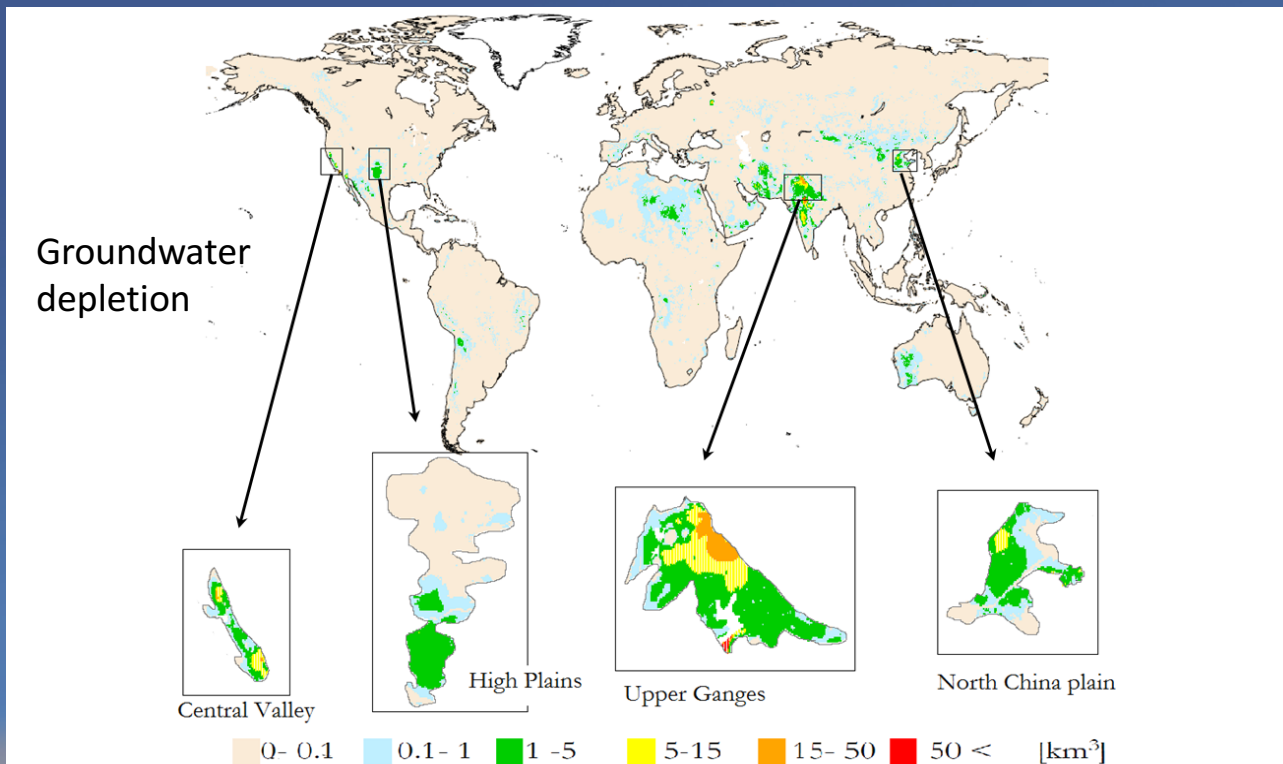 Groundwater
depletion
Central Valley
High Plains
Upper Ganges
North China plain
0- 0.1 0.1- 1 1 -5 5-15 15- 50 50 < [km³]